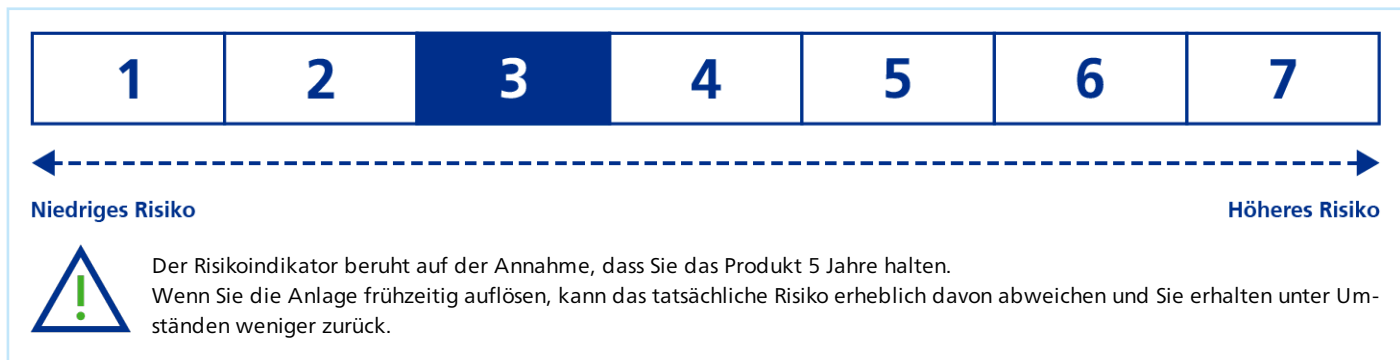 1 2 3 4 5 6 7
Niedriges Risiko Höheres Risiko
Der Risikoindikator beruht auf der Annahme, dass Sie das Produkt 5 Jahre halten.
Wenn Sie die Anlage frühzeitig auflösen, kann das tatsächliche Risiko erheblich davon abweichen und Sie erhalten unter Um-
ständen weniger zurück.